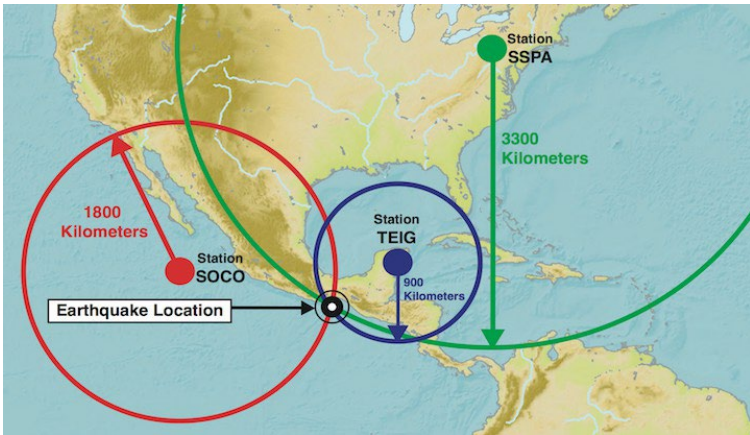 Station
SSPA
3300
Kilometers
1800
Kilometers
Station
SOCO
Station
TEIG
900
Kilometers
Earthquake Location